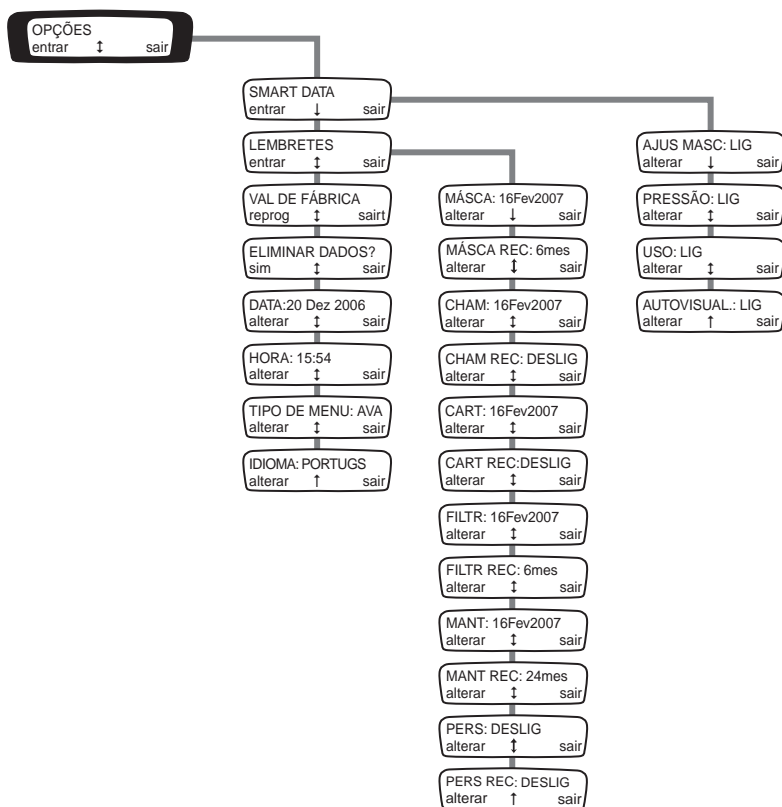 OPÇÕES
entrar ↕ sair
SMART DATA
entrar ↓ sair
LEMBRETES
entrar ↕ sair
VAL DE FÁBRICA
reprog ↕ sairt
ELIMINAR DADOS?
sim ↕ sair
DATA:20 Dez 2006
alterar ↕ sair
HORA: 15:54
alterar ↕ sair
TIPO DE MENU: AVA
alterar ↕ sair
IDIOMA: PORTUGS
alterar ↑ sair
MÁSCA: 16Fev2007
alterar ↓ sair
MÁSCA REC: 6mes
alterar ↕ sair
CHAM: 16Fev2007
alterar ↕ sair
CHAM REC: DESLIG
alterar ↕ sair
CART: 16Fev2007
alterar ↕ sair
CART REC:DESLIG
alterar ↕ sair
FILTR: 16Fev2007
alterar ↕ sair
FILTR REC: 6mes
alterar ↕ sair
MANT: 16Fev2007
alterar ↕ sair
MANT REC: 24mes
alterar ↕ sair
PERS: DESLIG
alterar ↕ sair
PERS REC: DESLIG
alterar ↑ sair
AJUS MASC: LIG
alterar ↓ sair
PRESSÃO: LIG
alterar ↕ sair
USO: LIG
alterar ↕ sair
AUTOVISUAL.: LIG
alterar ↑ sair